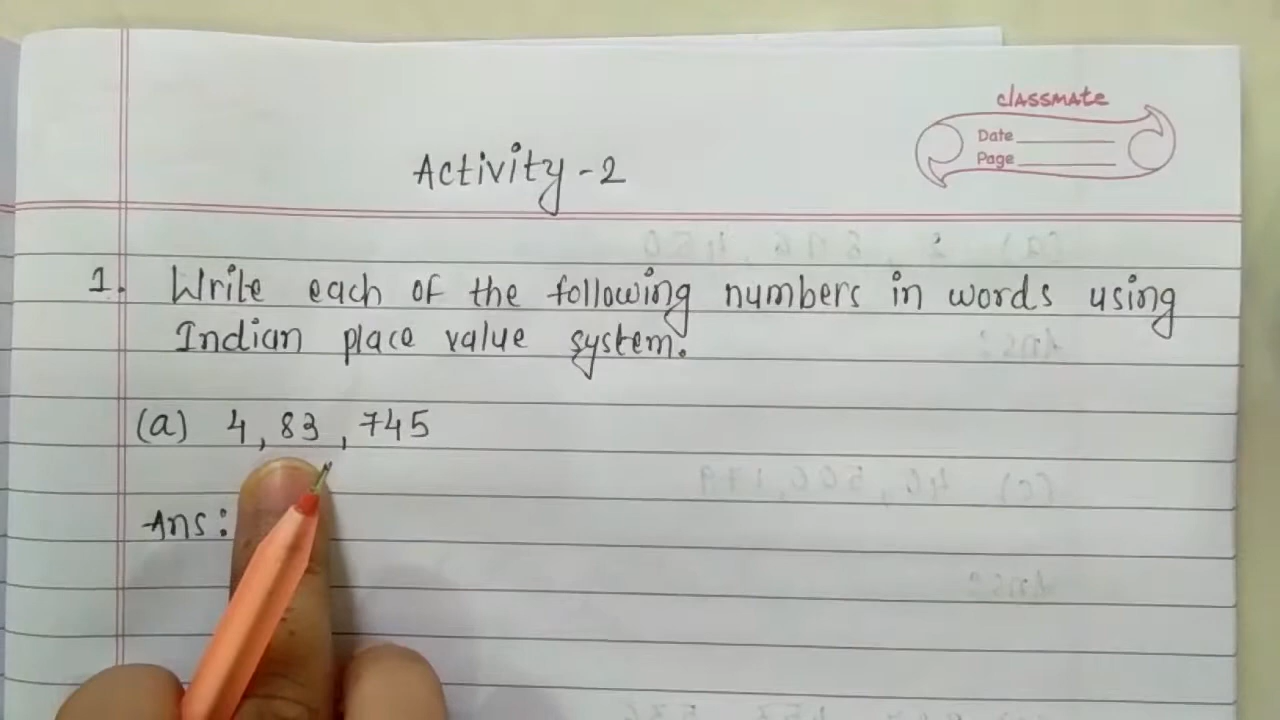 classmate
Date
Page
Activity - 2
1. Write each of the following numbers in words using
Indian place value system.
(a) 4,83,745
Ans: